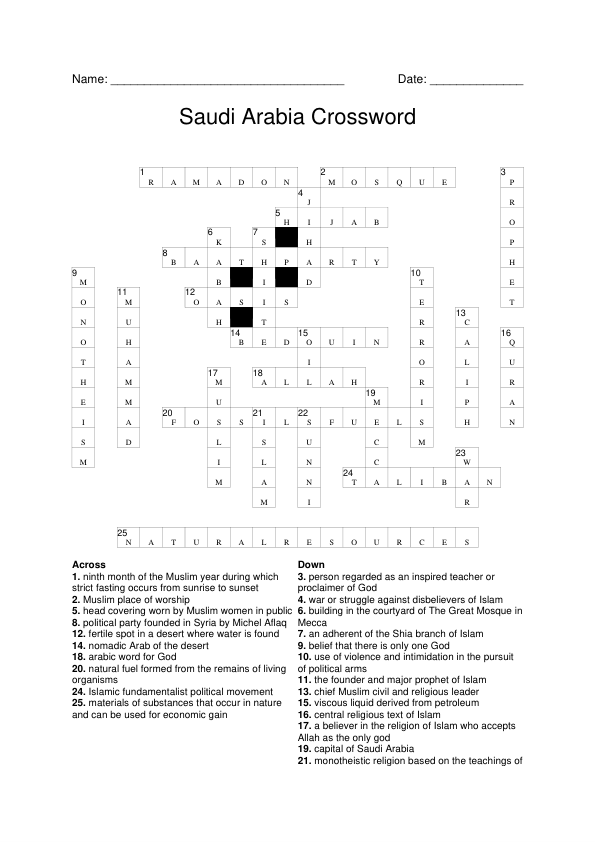 Name: ___________________________________ Date: ______________
Saudi Arabia Crossword
1 2 3
R A M A D O N M O S Q U E P
4
J R
5
H I J A B O
6 7
K S H P
8
B A A T H P A R T Y H
9 10
M B I D T E
11 12
O M O A S I S E T
13
N U H T R C
14 15 16
O H B E D O U I N R A Q
T A I O L U
17 18
H M M A L L A H R I R
19
E M U M I P A
20 21 22
I A F O S S I L S F U E L S H N
S D L S U C M
23
M I L N C W
24
M A N T A L I B A N
M I R
25
N A T U R A L R E S O U R C E S
Across
1. ninth month of the Muslim year during which
strict fasting occurs from sunrise to sunset
2. Muslim place of worship
5. head covering worn by Muslim women in public
8. political party founded in Syria by Michel Aflaq
12. fertile spot in a desert where water is found
14. nomadic Arab of the desert
18. arabic word for God
20. natural fuel formed from the remains of living
organisms
24. Islamic fundamentalist political movement
25. materials of substances that occur in nature
and can be used for economic gain
Down
3. person regarded as an inspired teacher or
proclaimer of God
4. war or struggle against disbelievers of Islam
6. building in the courtyard of The Great Mosque in
Mecca
7. an adherent of the Shia branch of Islam
9. belief that there is only one God
10. use of violence and intimidation in the pursuit
of political arms
11. the founder and major prophet of Islam
13. chief Muslim civil and religious leader
15. viscous liquid derived from petroleum
16. central religious text of Islam
17. a believer in the religion of Islam who accepts
Allah as the only god
19. capital of Saudi Arabia
21. monotheistic religion based on the teachings of